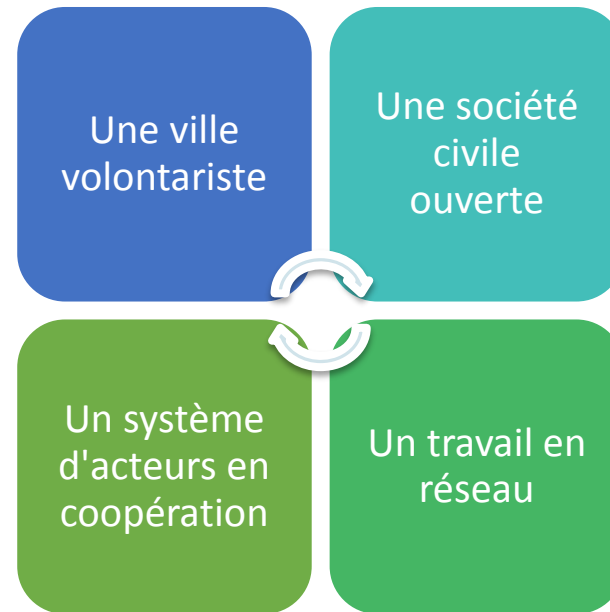 Une ville
volontariste
Une société
civile
ouverte
Un système
d'acteurs en
coopération
Un travail en
réseau